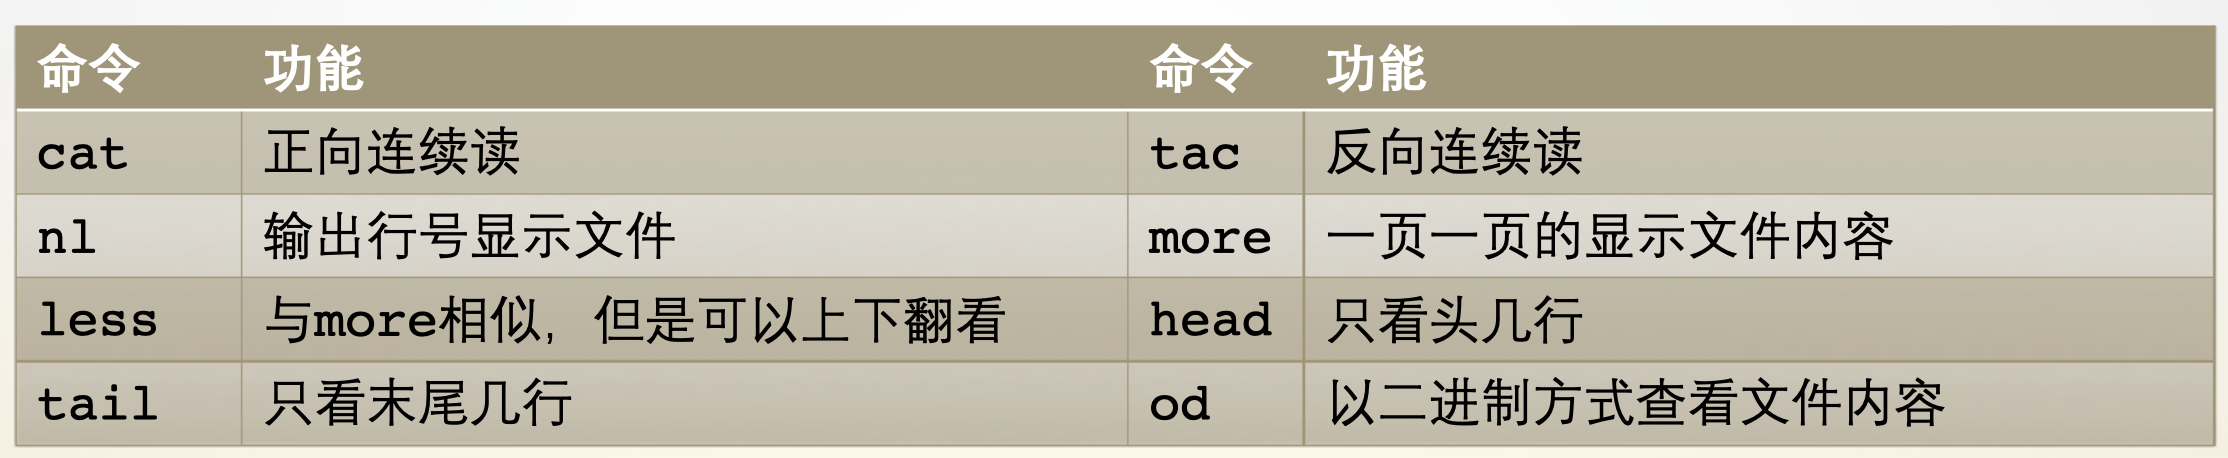 命令 功能 命令 功能
cat 正向连续读 tac 反向连续读
nl 输出行号显示文件 more 一页一页的显示文件内容
less 与more相似，但是可以上下翻看 head 只看头几行
tail 只看末尾几行 od 以二进制方式查看文件内容